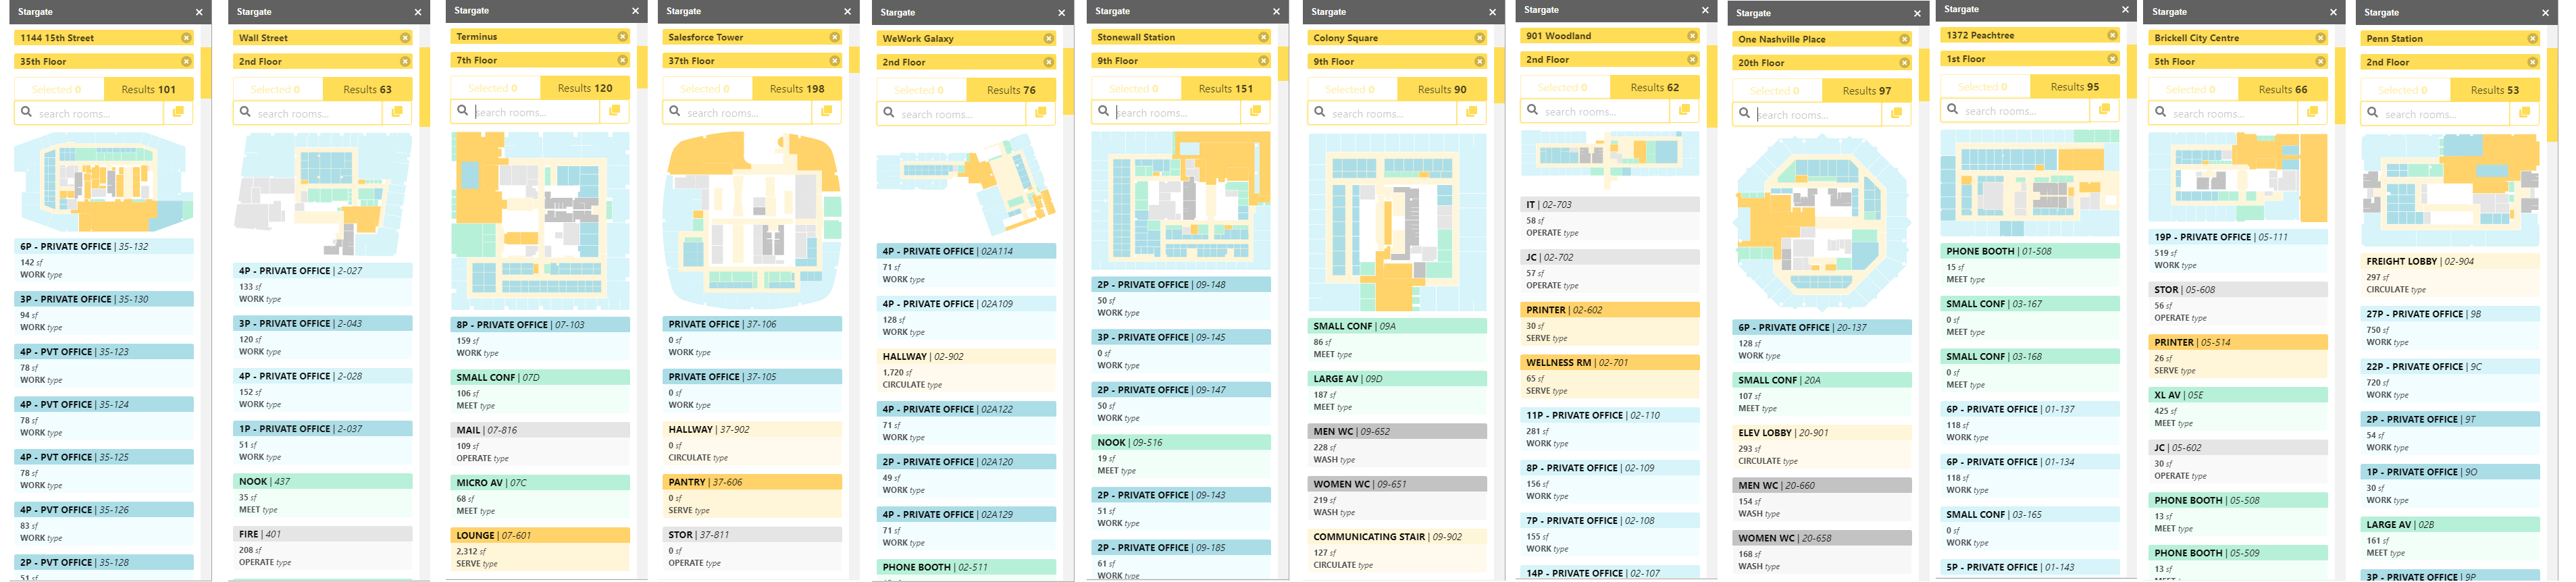 Stargate ×
1144 15th Street
35th Floor
Selected 0 Results 101
search rooms...
6P - PRIVATE OFFICE | 35-132
142 sf
WORK type
3P - PRIVATE OFFICE | 35-130
94 sf
WORK type
4P - PVT OFFICE | 35-123
78 sf
WORK type
4P - PVT OFFICE | 35-124
78 sf
WORK type
4P - PVT OFFICE | 35-125
78 sf
WORK type
4P - PVT OFFICE | 35-126
83 sf
WORK type
2P - PVT OFFICE | 35-128
51 sf
Stargate ×
Wall Street
2nd Floor
Selected 0 Results 63
search rooms...
4P - PRIVATE OFFICE | 2-027
133 sf
WORK type
3P - PRIVATE OFFICE | 2-043
120 sf
WORK type
4P - PRIVATE OFFICE | 2-028
152 sf
WORK type
1P - PRIVATE OFFICE | 2-037
51 sf
WORK type
NOOK | 437
35 sf
MEET type
FIRE | 401
208 sf
OPERATE type
Stargate ×
Terminus
7th Floor
Selected 0 Results 120
search rooms...
8P - PRIVATE OFFICE | 07-103
159 sf
WORK type
SMALL CONF | 07D
106 sf
MEET type
MAIL | 07-816
109 sf
OPERATE type
MICRO AV | 07C
68 sf
MEET type
LOUNGE | 07-601
2,312 sf
SERVE type
Stargate ×
Salesforce Tower
37th Floor
Selected 0 Results 198
search rooms...
PRIVATE OFFICE | 37-106
0 sf
WORK type
PRIVATE OFFICE | 37-105
0 sf
WORK type
HALLWAY | 37-902
0 sf
CIRCULATE type
PANTRY | 37-606
0 sf
SERVE type
STOR | 37-811
0 sf
OPERATE type
Stargate ×
WeWork Galaxy
2nd Floor
Selected 0 Results 76
search rooms...
4P - PRIVATE OFFICE | 02A114
71 sf
WORK type
4P - PRIVATE OFFICE | 02A109
128 sf
WORK type
HALLWAY | 02-902
1,720 sf
CIRCULATE type
4P - PRIVATE OFFICE | 02A122
71 sf
WORK type
2P - PRIVATE OFFICE | 02A120
49 sf
WORK type
4P - PRIVATE OFFICE | 02A129
71 sf
WORK type
PHONE BOOTH | 02-511
Stargate ×
Stonewall Station
9th Floor
Selected 0 Results 151
search rooms...
2P - PRIVATE OFFICE | 09-148
50 sf
WORK type
3P - PRIVATE OFFICE | 09-145
0 sf
WORK type
2P - PRIVATE OFFICE | 09-147
50 sf
WORK type
NOOK | 09-516
19 sf
MEET type
2P - PRIVATE OFFICE | 09-143
51 sf
WORK type
2P - PRIVATE OFFICE | 09-185
61 sf
WORK type
Stargate ×
Colony Square
9th Floor
Selected 0 Results 90
search rooms...
SMALL CONF | 09A
86 sf
MEET type
LARGE AV | 09D
187 sf
MEET type
MEN WC | 09-652
228 sf
WASH type
WOMEN WC | 09-651
219 sf
WASH type
COMMUNICATING STAIR | 09-902
127 sf
CIRCULATE type
Stargate ×
901 Woodland
2nd Floor
Selected 0 Results 62
search rooms...
IT | 02-703
58 sf
OPERATE type
JC | 02-702
57 sf
OPERATE type
PRINTER | 02-602
30 sf
SERVE type
WELLNESS RM | 02-701
65 sf
SERVE type
11P - PRIVATE OFFICE | 02-110
281 sf
WORK type
8P - PRIVATE OFFICE | 02-109
156 sf
WORK type
7P - PRIVATE OFFICE | 02-108
155 sf
WORK type
14P - PRIVATE OFFICE | 02-107
Stargate ×
One Nashville Place
20th Floor
Selected 0 Results 97
search rooms...
6P - PRIVATE OFFICE | 20-137
128 sf
WORK type
SMALL CONF | 20A
107 sf
MEET type
ELEV LOBBY | 20-901
293 sf
CIRCULATE type
MEN WC | 20-660
154 sf
WASH type
WOMEN WC | 20-658
168 sf
WASH type
Stargate ×
1372 Peachtree
1st Floor
Selected 0 Results 95
search rooms...
PHONE BOOTH | 01-508
15 sf
MEET type
SMALL CONF | 03-167
0 sf
MEET type
SMALL CONF | 03-168
0 sf
MEET type
6P - PRIVATE OFFICE | 01-137
118 sf
WORK type
6P - PRIVATE OFFICE | 01-134
118 sf
WORK type
SMALL CONF | 03-165
0 sf
WORK type
5P - PRIVATE OFFICE | 01-143
Stargate ×
Brickell City Centre
5th Floor
Selected 0 Results 66
search rooms...
19P - PRIVATE OFFICE | 05-111
519 sf
WORK type
STOR | 05-608
56 sf
OPERATE type
PRINTER | 05-514
26 sf
SERVE type
XL AV | 05E
425 sf
MEET type
JC | 05-602
30 sf
OPERATE type
PHONE BOOTH | 05-508
13 sf
MEET type
PHONE BOOTH | 05-509
13 sf
Stargate ×
Penn Station
2nd Floor
Selected 0 Results 53
search rooms...
FREIGHT LOBBY | 02-904
297 sf
CIRCULATE type
27P - PRIVATE OFFICE | 9B
750 sf
WORK type
22P - PRIVATE OFFICE | 9C
720 sf
WORK type
2P - PRIVATE OFFICE | 9T
54 sf
WORK type
1P - PRIVATE OFFICE | 9O
30 sf
WORK type
LARGE AV | 02B
161 sf
MEET type
3P - PRIVATE OFFICE | 9P